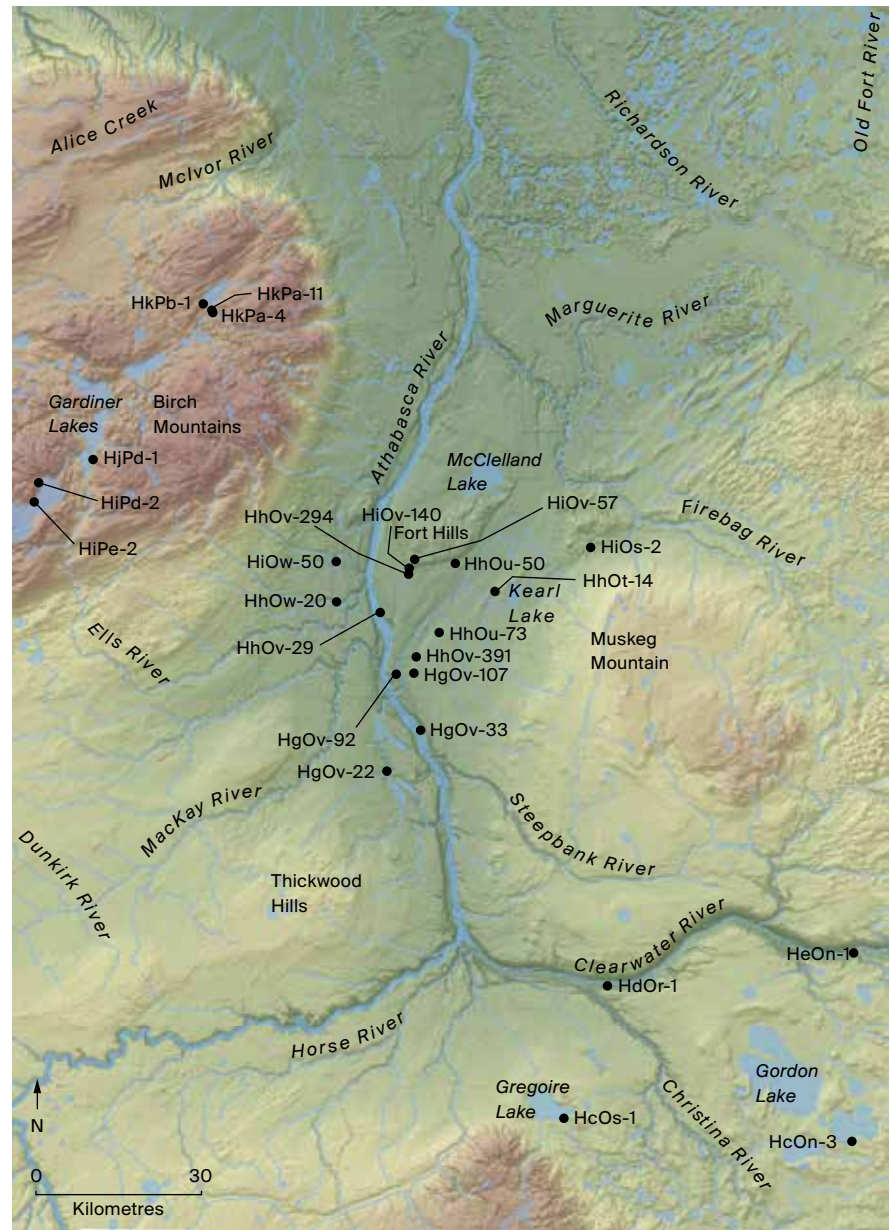 Old Fort River
Richardson River
Alice Creek
McIvor River
HkPb-1
HkPa-11
HkPa-4
Marguerite River
Athabasca River
Gardiner
Lakes
Birch
Mountains
HjPd-1
McClelland
Lake
HiPd-2
HiPe-2
HhOv-294
HiOv-140
Fort Hills
HiOv-57
Firebag River
HiOs-2
HiOw-50
HhOu-50
HhOt-14
Kearl
Lake
HhOw-20
HhOv-29
HhOu-73
Muskeg
Mountain
Ells River
HhOv-391
HgOv-107
HgOv-92
HgOv-33
HgOv-22
MacKay River
Steepbank River
Dunkirk River
Thickwood
Hills
Clearwater River
HeOn-1
HdOr-1
Horse River
Gregoire
Lake
HcOs-1
Christina River
Gordon
Lake
HcOn-3
N
0 30
Kilometres